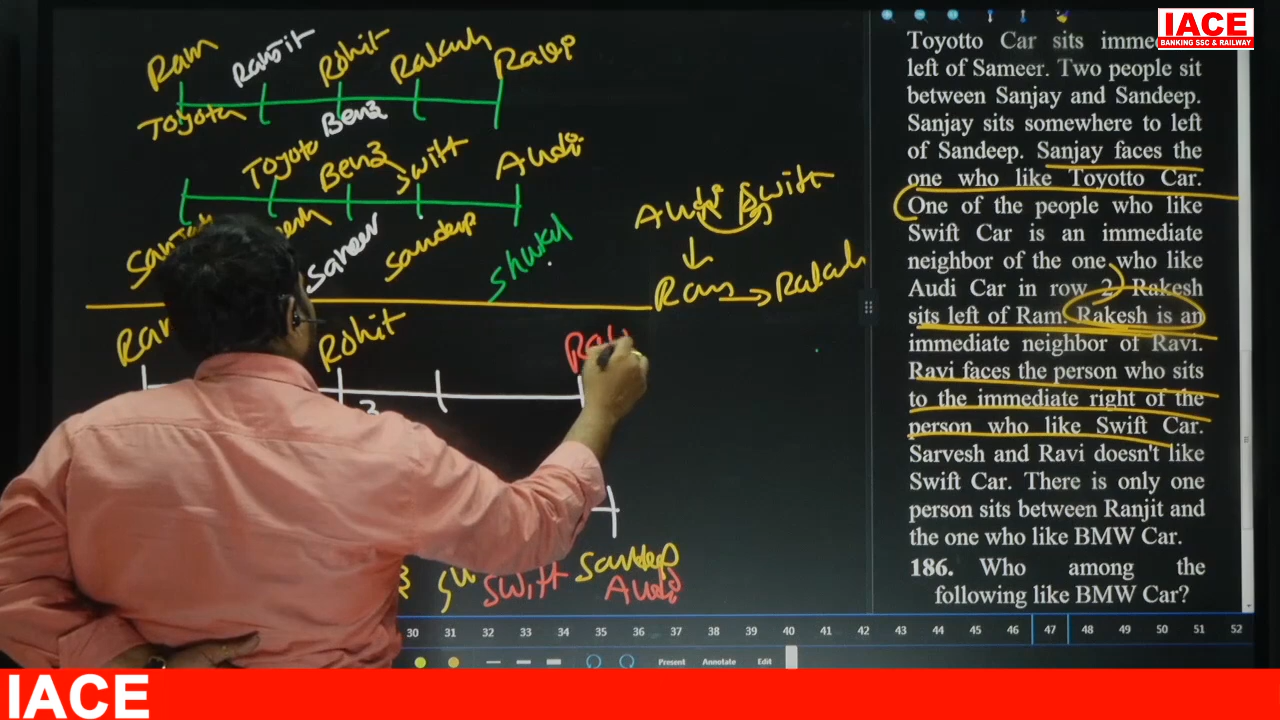 IACE
BANKING SSC & RAILWAY
Toyotto Car sits
left of Sameer. Two people sit
between Sanjay and Sandeep.
Sanjay sits somewhere to left
of Sandeep. Sanjay faces the
one who like Toyotto Car.
One of the people who like
Swift Car is an immediate
neighbor of the one who like
Audi Car in row 2. Rakesh
sits left of Ram. Rakesh is an
immediate neighbor of Ravi.
Ravi faces the person who sits
to the immediate right of the
person who like Swift Car.
Sarvesh and Ravi doesn't like
Swift Car. There is only one
person sits between Ranjit and
the one who like BMW Car.
186. Who among the
following like BMW Car?
Ram Ranjit Rohit Rakesh Ravi
Toyota Benz
Toyota Benz Swift Audi
Sameer Sandeep
Audi Swift
Ram Rakesh
Rohit
Sandeep
Swift Audi
30 31 32 33 34 35 36 37 38 39 40 41 42 43 44 45 46 47 48 49 50 51 52
Present Annotate Edit
IACE